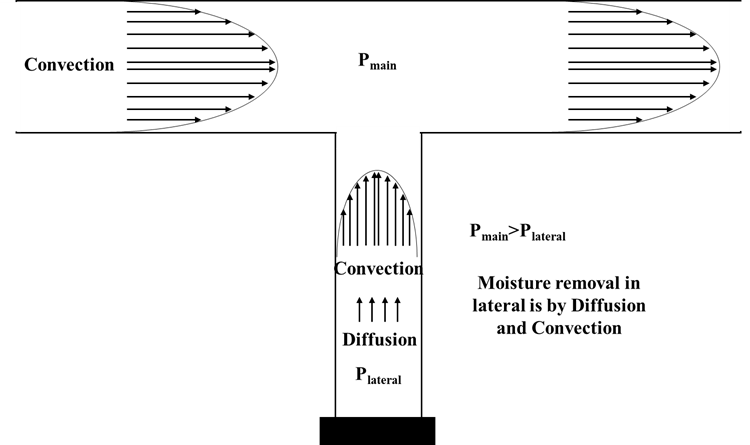 Convection
Pmain
Convection
Diffusion
Plateral
Pmain>Plateral
Moisture removal in
lateral is by Diffusion
and Convection